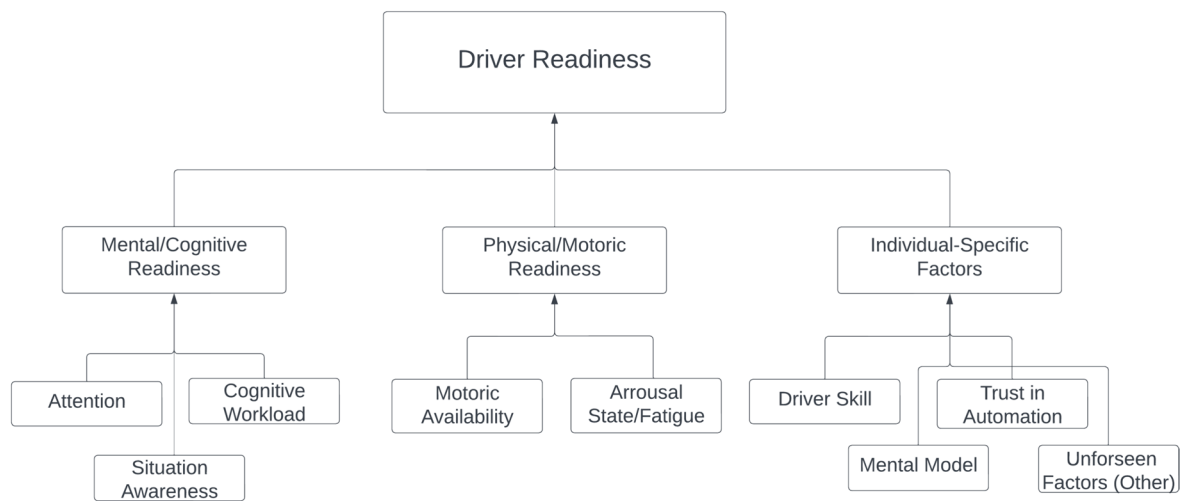 Driver Readiness
Mental/Cognitive
Readiness
Physical/Motoric
Readiness
Individual-Specific
Factors
Attention
Cognitive
Workload
Situation
Awareness
Motoric
Availability
Arrousal
State/Fatigue
Driver Skill
Trust in
Automation
Mental Model
Unforseen
Factors (Other)